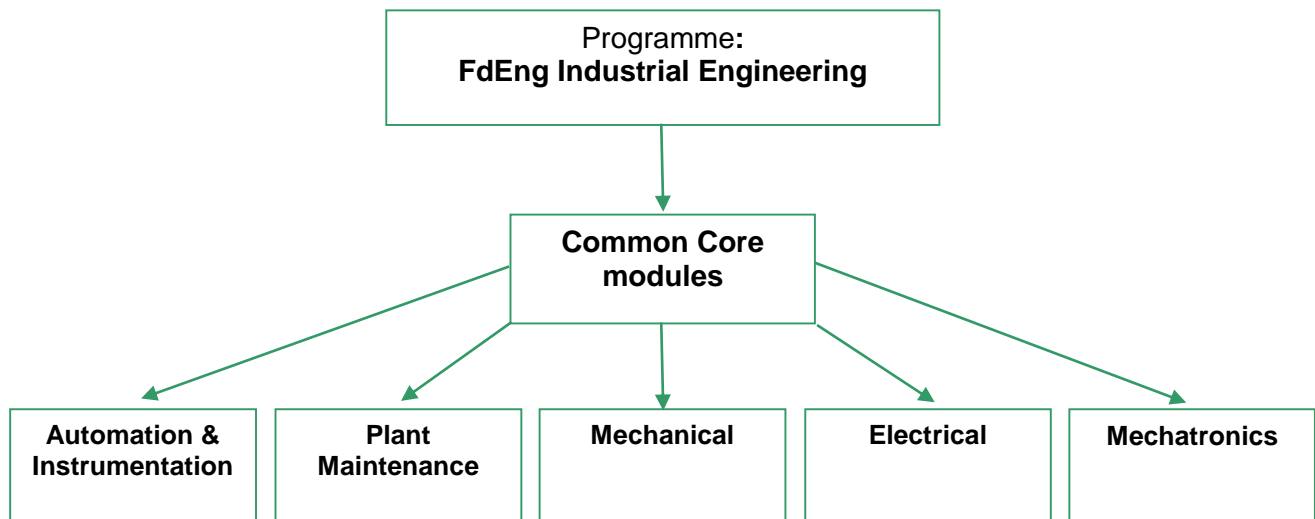 Programme:
FdEng Industrial Engineering
Common Core
modules
Automation &
Instrumentation
Plant
Maintenance
Mechanical
Electrical
Mechatronics